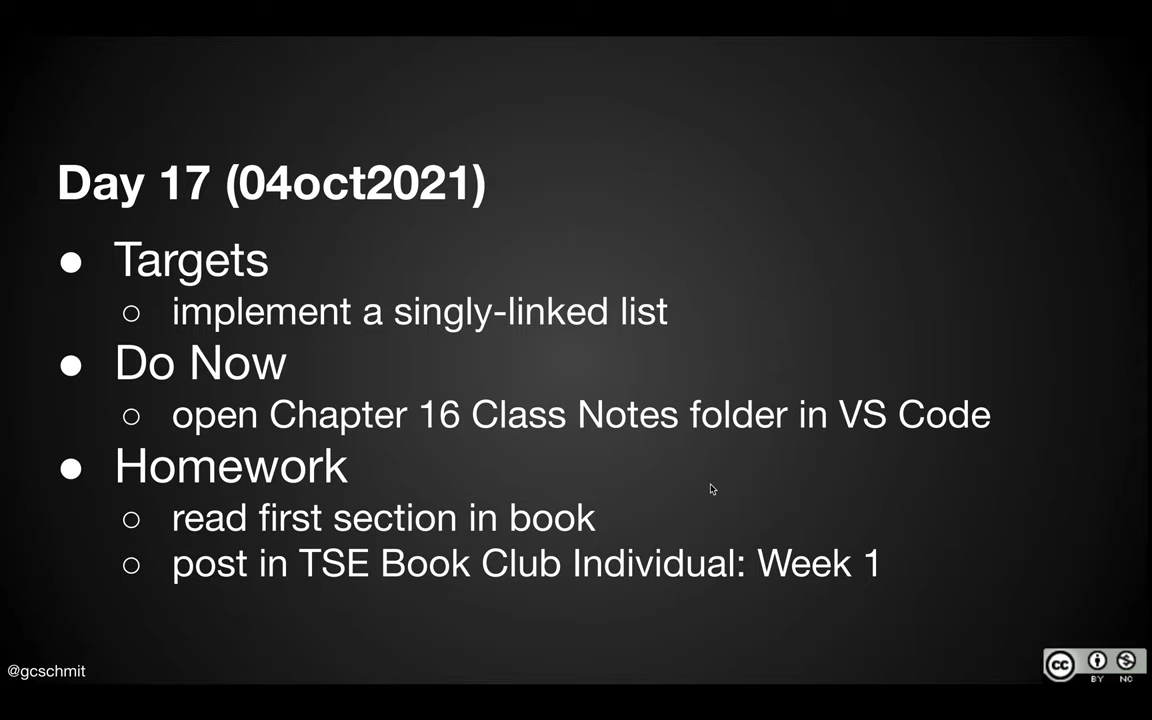 Day 17 (04oct2021)
● Targets
○ implement a singly-linked list
● Do Now
○ open Chapter 16 Class Notes folder in VS Code
● Homework
○ read first section in book
○ post in TSE Book Club Individual: Week 1
@gcschmit
cc
BY NC